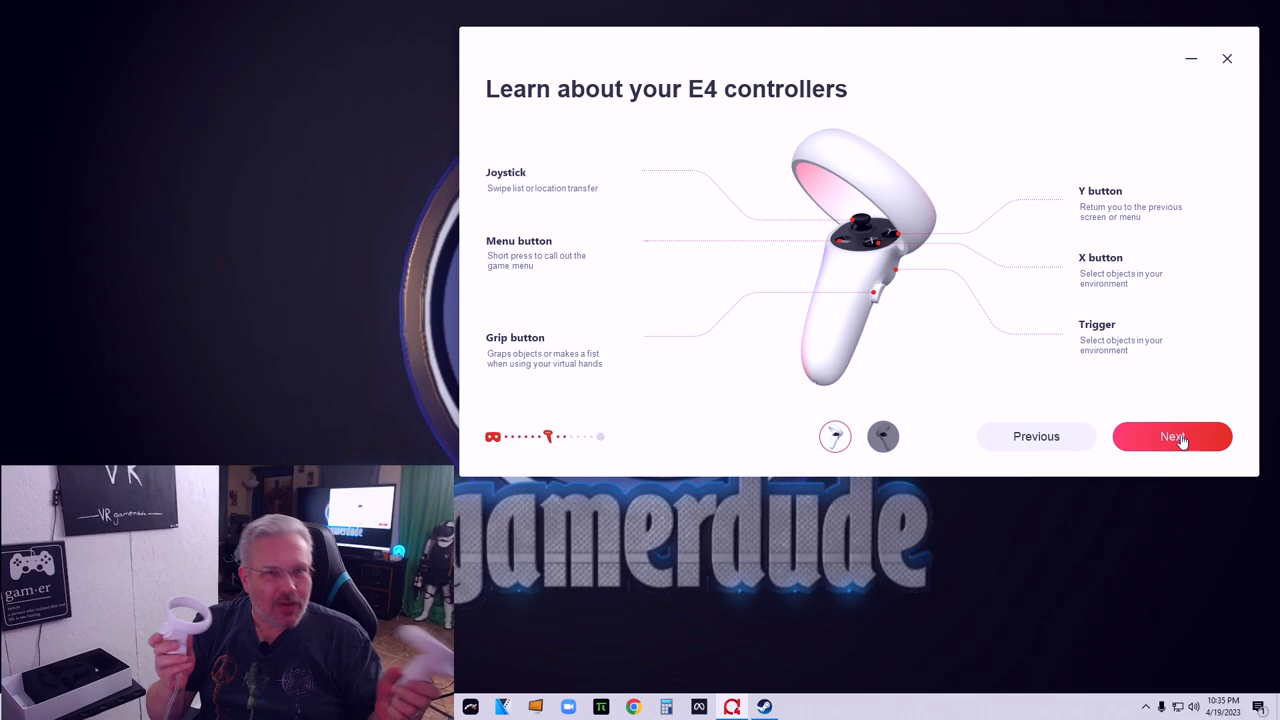 Learn about your E4 controllers
Joystick
Swipe list or location transfer
Menu button
Short press to call out the
game menu
Grip button
Graps objects or makes a fist
when using your virtual hands
Y button
Return you to the previous
screen or menu
X button
Select objects in your
environment
Trigger
Select objects in your
environment
Previous
Next
VR
VR gamerdude
gam·er
gamerdude
10:35 PM
4/19/2023